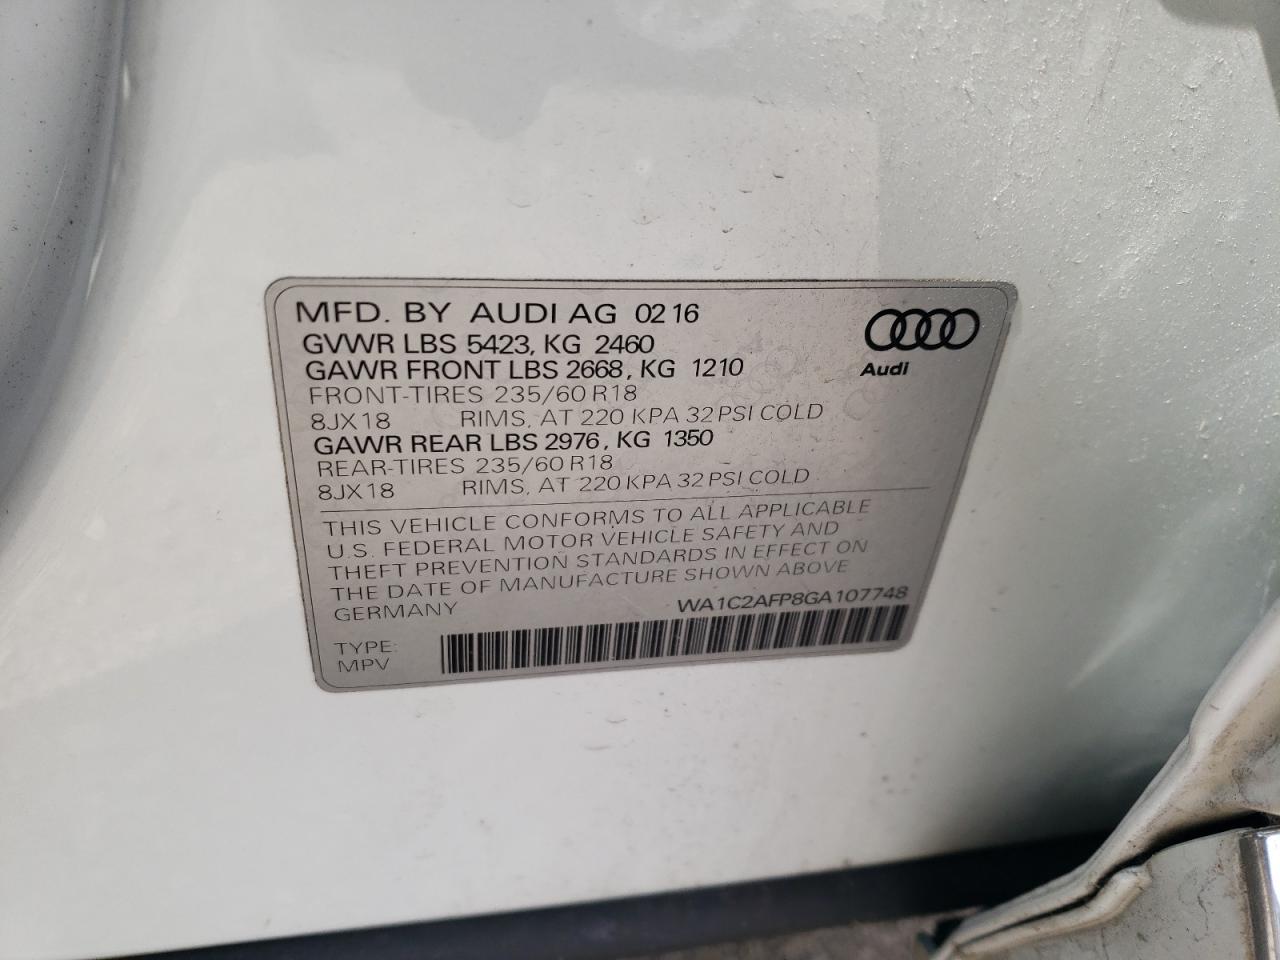 MFD. BY AUDI AG 02 16
GVWR LBS 5423, KG 2460
GAWR FRONT LBS 2668, KG 1210
FRONT-TIRES 235/60 R18
8JX18 RIMS, AT 220 KPA 32 PSI COLD
GAWR REAR LBS 2976, KG 1350
REAR-TIRES 235/60 R18
8JX18 RIMS, AT 220 KPA 32 PSI COLD
Audi
THIS VEHICLE CONFORMS TO ALL APPLICABLE
U.S. FEDERAL MOTOR VEHICLE SAFETY AND
THEFT PREVENTION STANDARDS IN EFFECT ON
THE DATE OF MANUFACTURE SHOWN ABOVE
GERMANY WA1C2AFP8GA107748
TYPE:
MPV